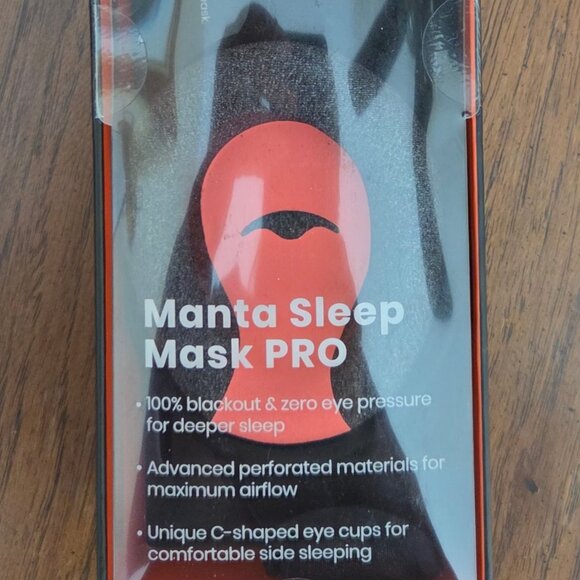 mask
Manta Sleep
Mask PRO
• 100% blackout & zero eye pressure
for deeper sleep
• Advanced perforated materials for
maximum airflow
• Unique C-shaped eye cups for
comfortable side sleeping